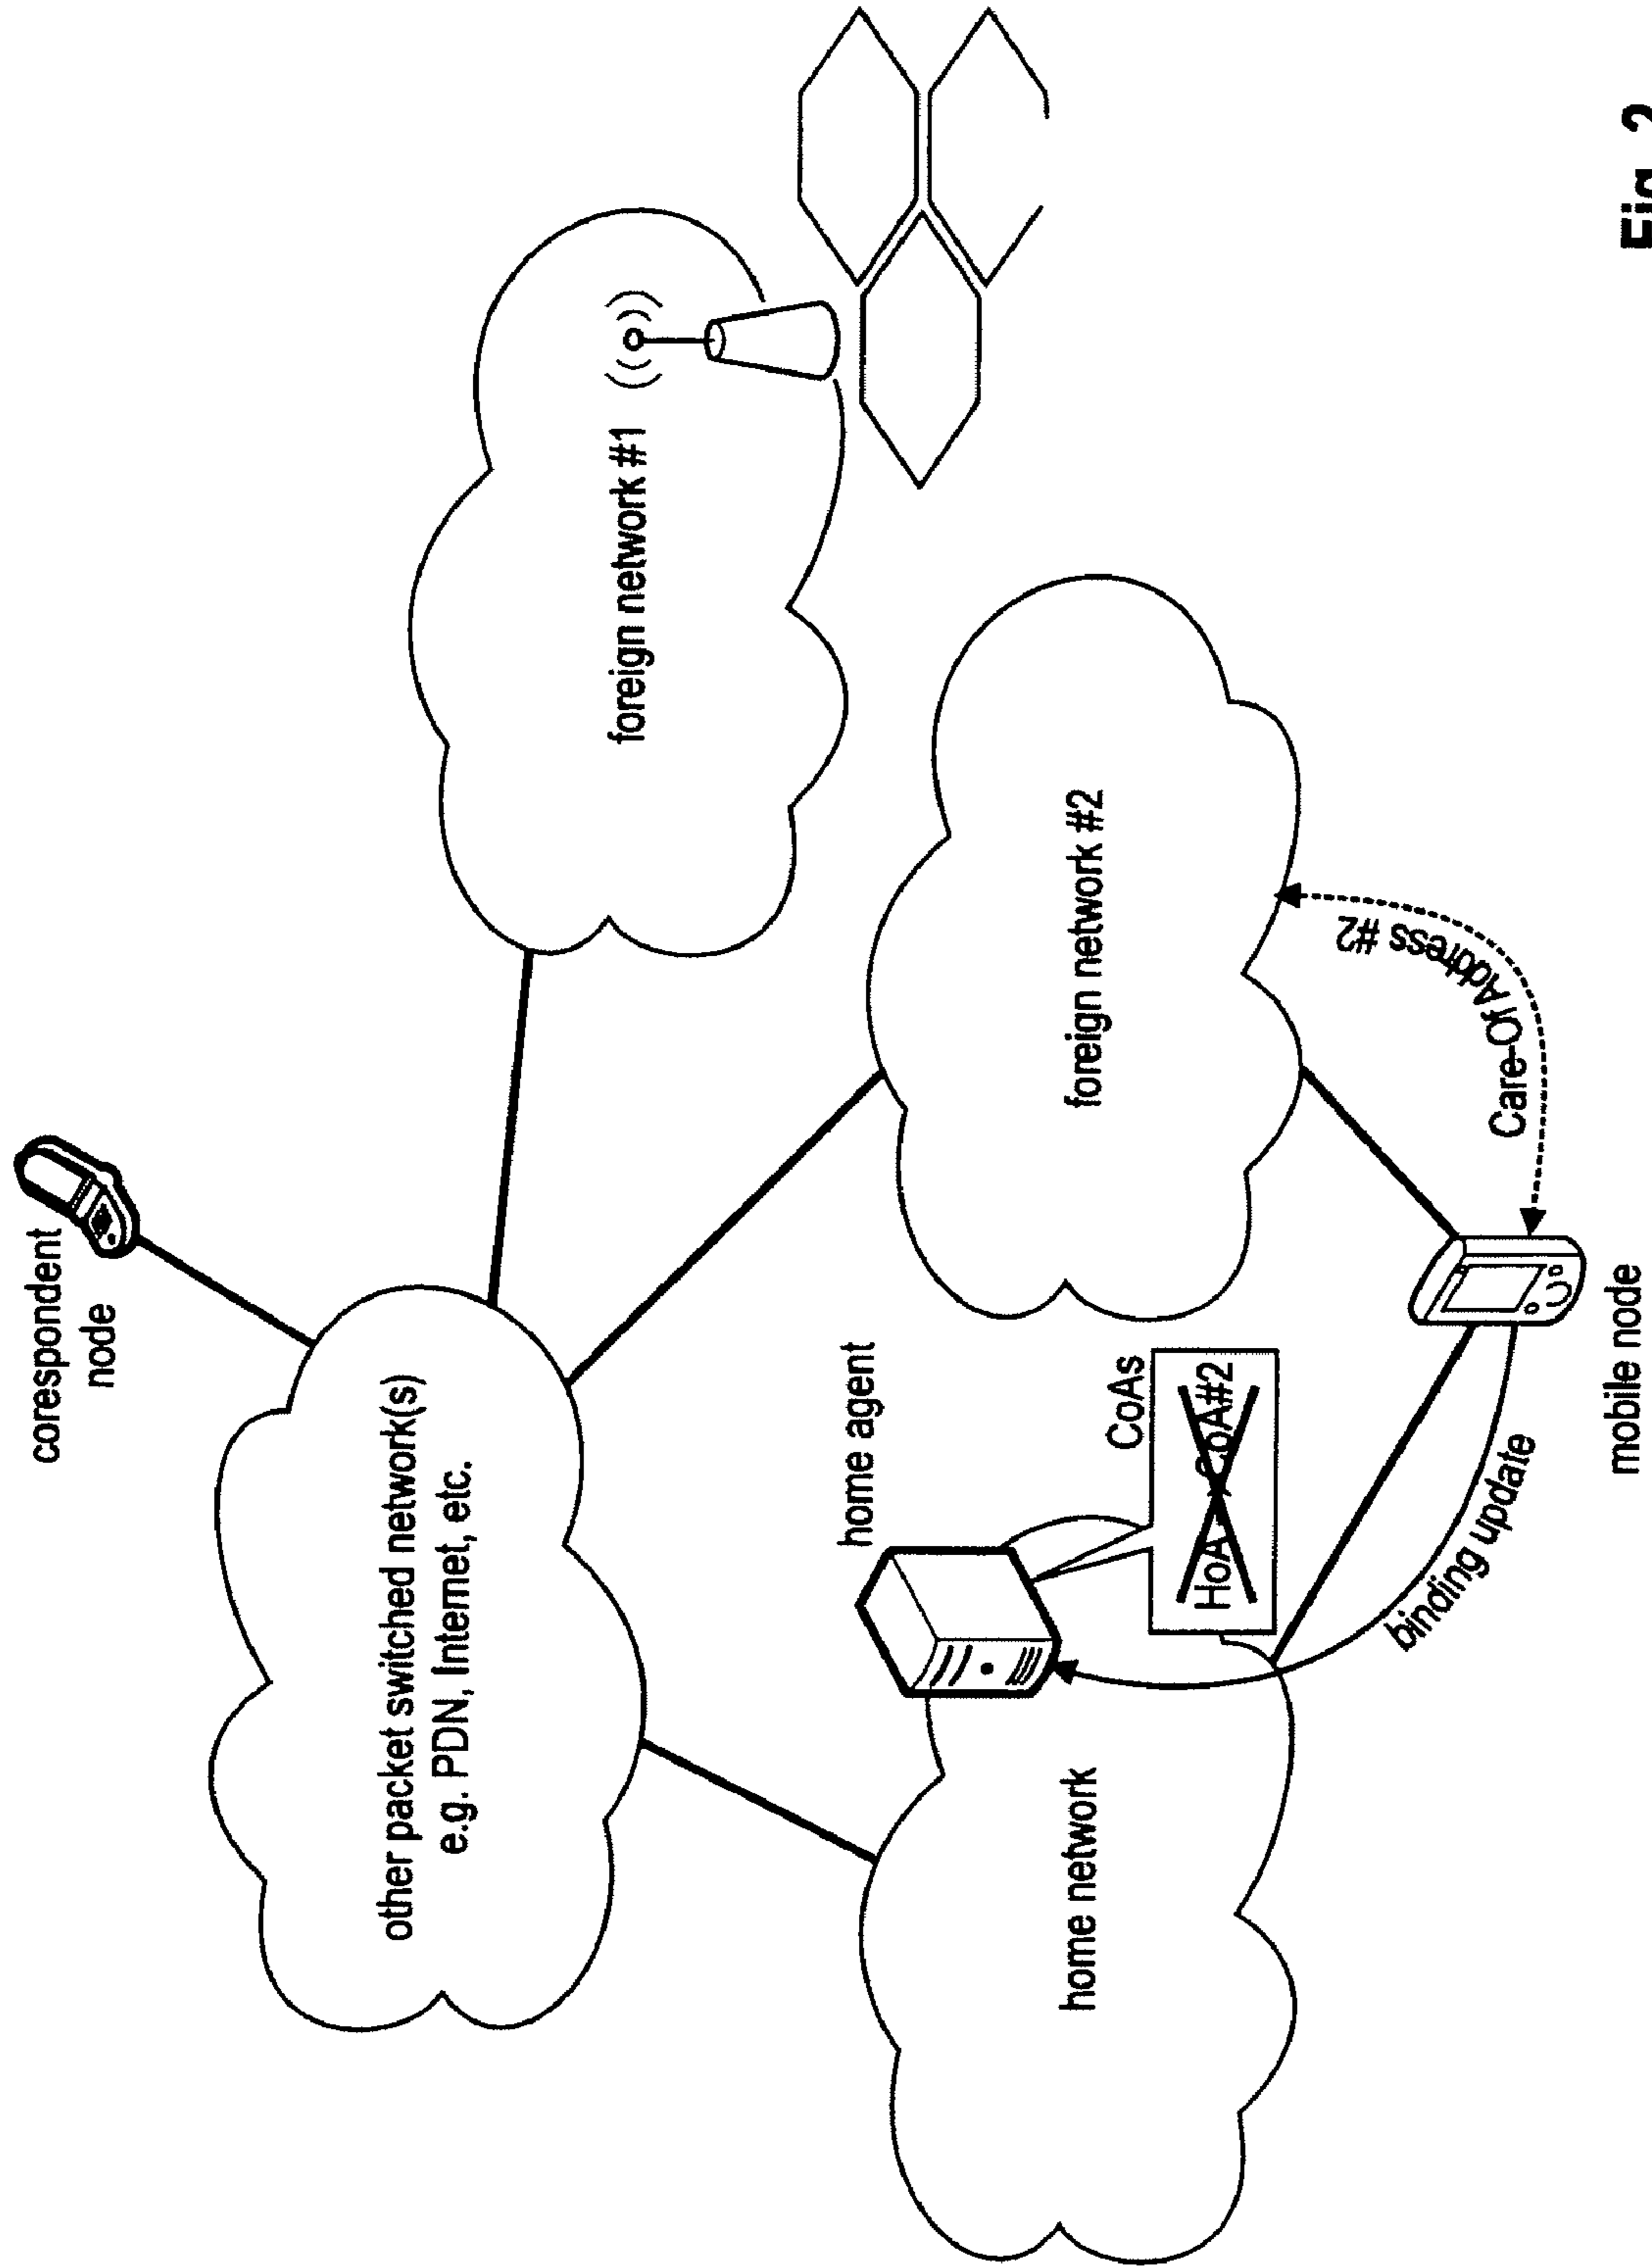 corespondent
node
other packet switched network(s)
e.g. PDN, Internet, etc.
foreign network #1
home agent
CoAs
HoA, CoA#2
foreign network #2
home network
Care-Of Address #2
binding update
mobile node
Fig. 2